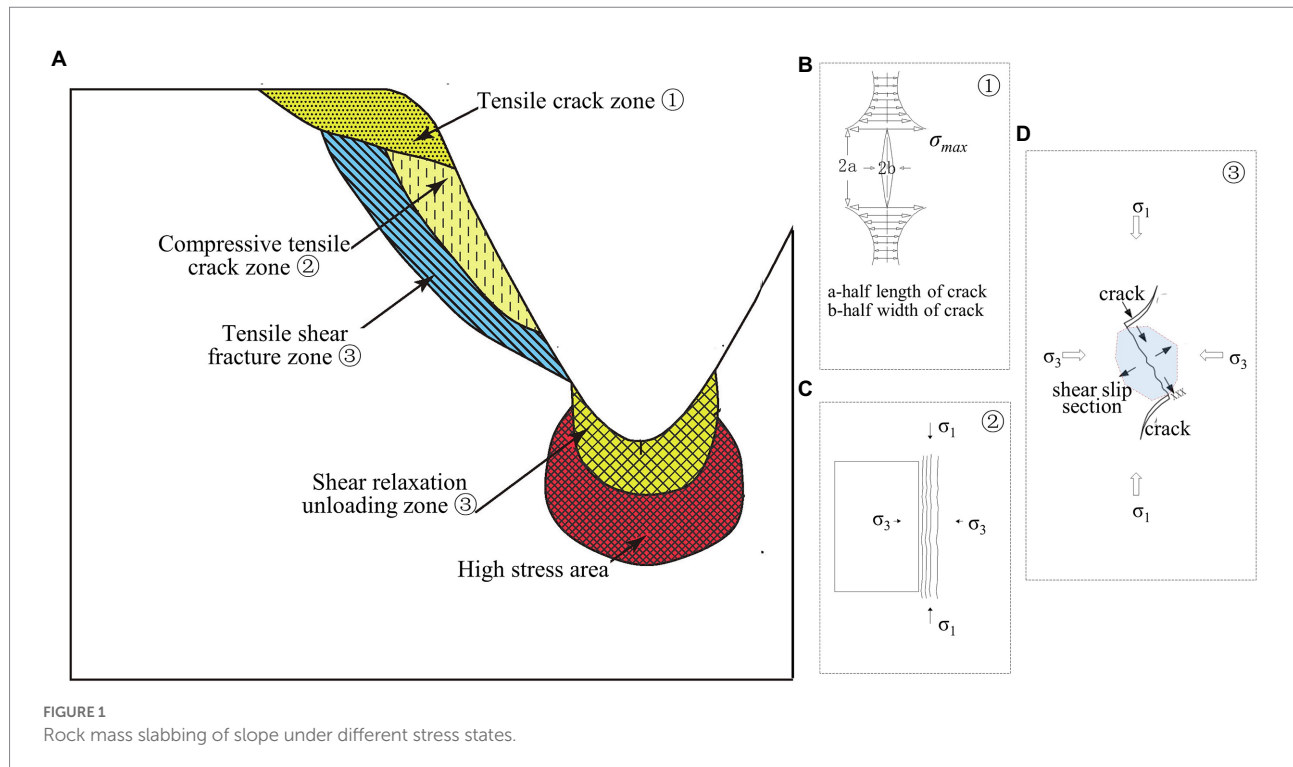 A
Tensile crack zone ①
Compressive tensile
crack zone ②
Tensile shear
fracture zone ③
Shear relaxation
unloading zone ③
High stress area
B
①
σmax
2a
2b
a-half length of crack
b-half width of crack
C
②
σ1
σ3
σ3
σ1
D
③
σ1
crack
σ3
σ3
shear slip
section
xxx
crack
σ1
FIGURE 1
Rock mass slabbing of slope under different stress states.